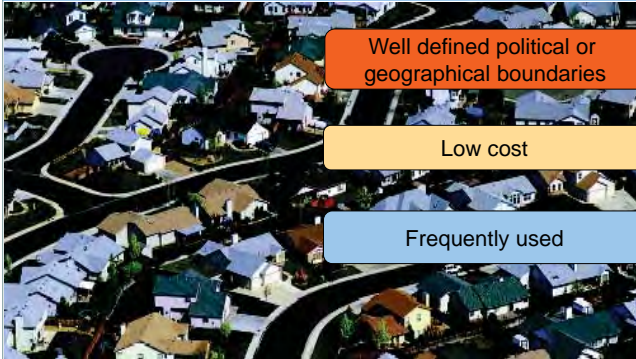 Well defined political or
geographical boundaries
Low cost
Frequently used